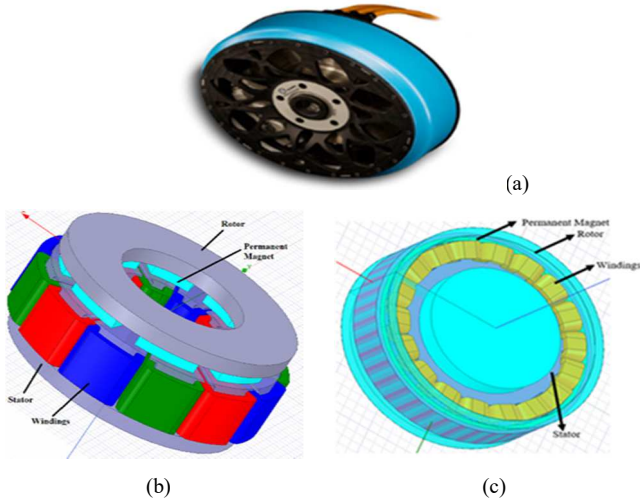 (a)
Rotor
Permanent
Magnet
Stator
Windings
(b)
Permanent Magnet
Rotor
Windings
Stator
(c)